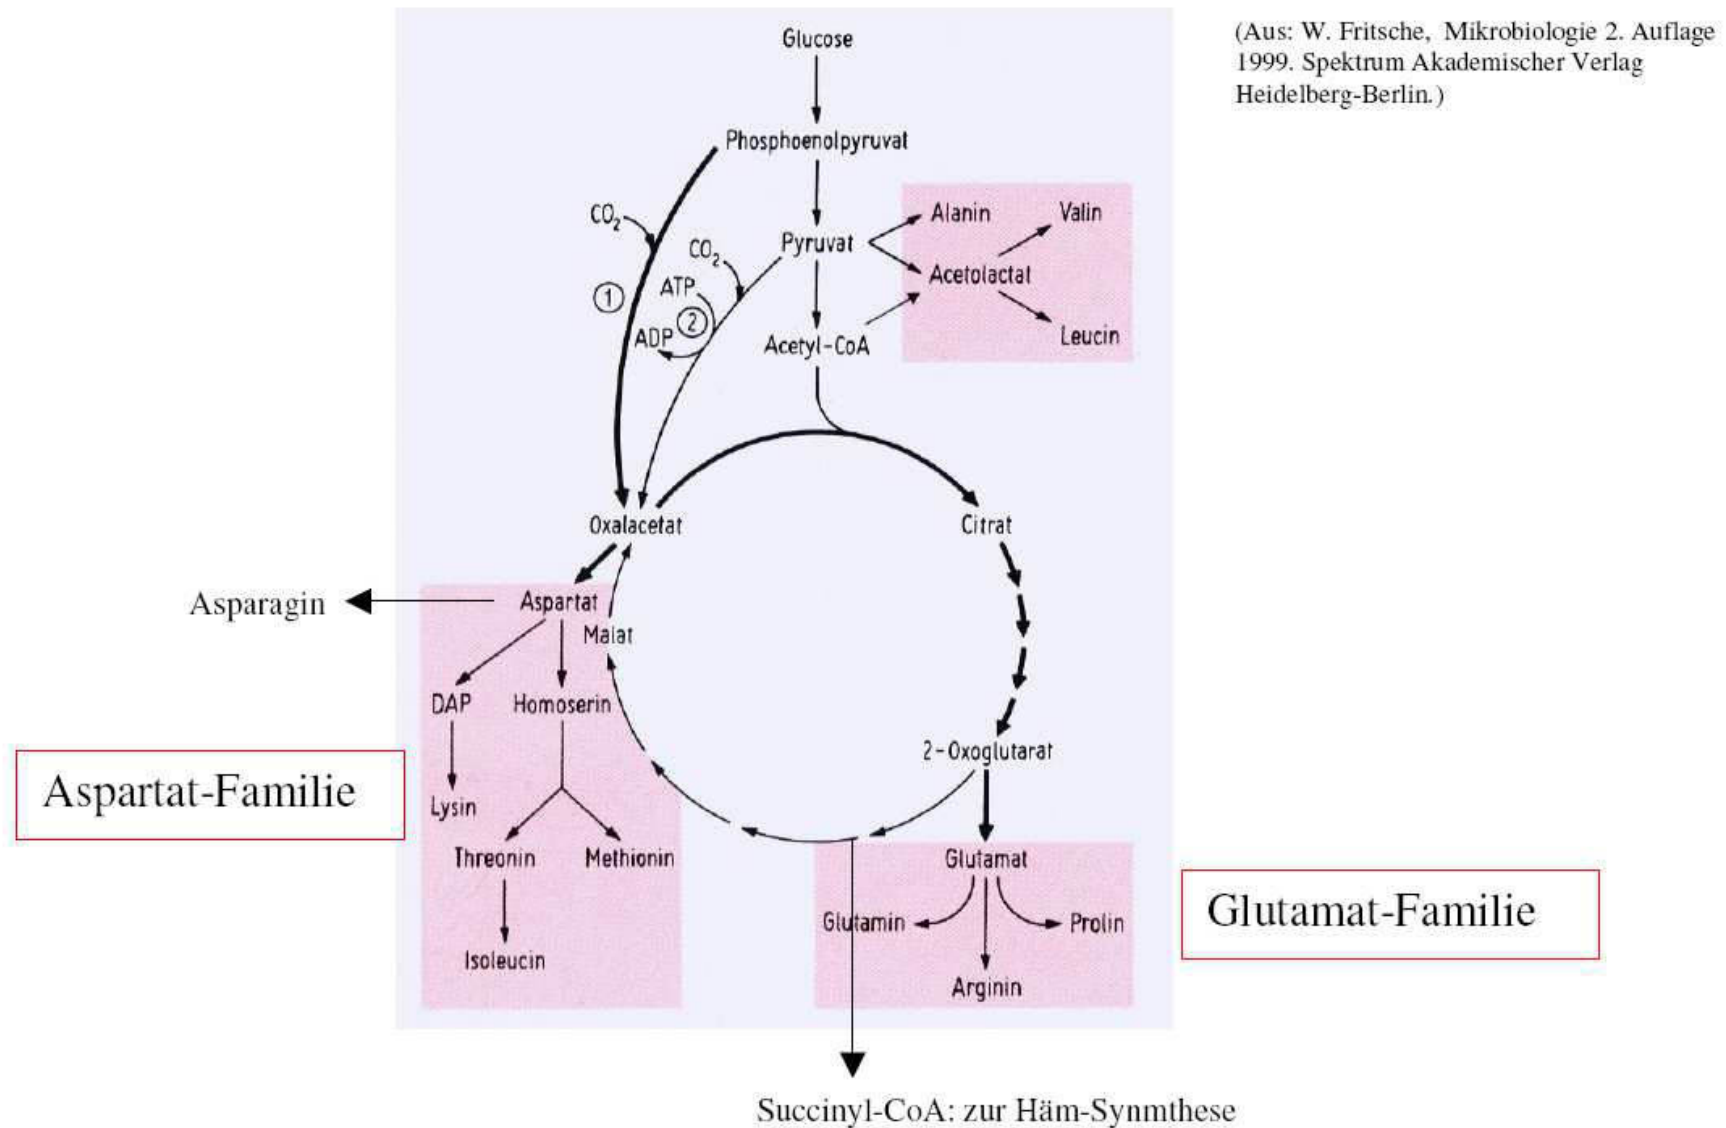 Glucose
(Aus: W. Fritsche, Mikrobiologie 2. Auflage
1999. Spektrum Akademischer Verlag
Heidelberg-Berlin.)
Phosphoenolpyruvat
CO2
Alanin
Valin
Pyruvat
CO2
Acetolactat
ATP
1
2
ADP
Acetyl-CoA
Leucin
Oxalacetat
Citrat
Asparagin
Aspartat
Malat
DAP
Homoserin
2-Oxoglutarat
Aspartat-Familie
Lysin
Threonin
Methionin
Glutamat
Glutamat-Familie
Glutamin
Prolin
Isoleucin
Arginin
Succinyl-CoA: zur Häm-Synmthese